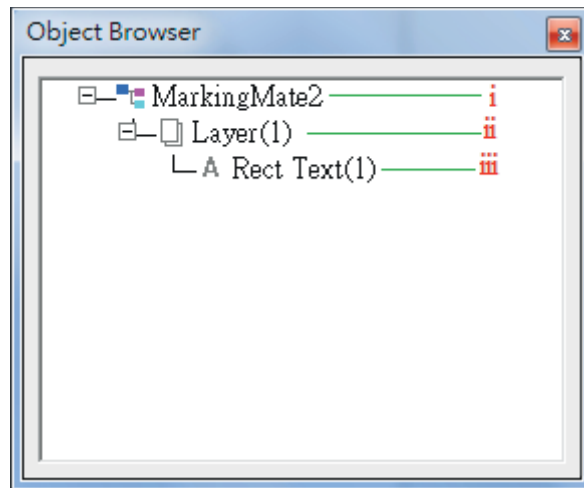 Object Browser
MarkingMate2 i
Layer(1) ii
A Rect Text(1) iii